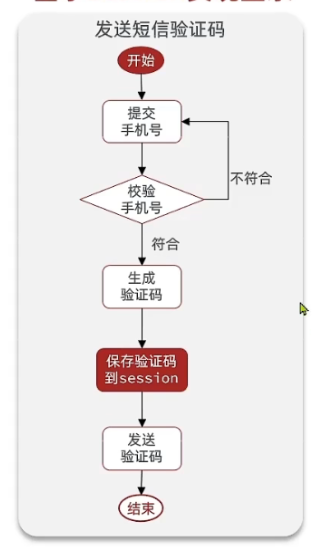 发送短信验证码
开始
提交
手机号
校验
手机号
不符合
符合
生成
验证码
保存验证码
到session
发送
验证码
结束